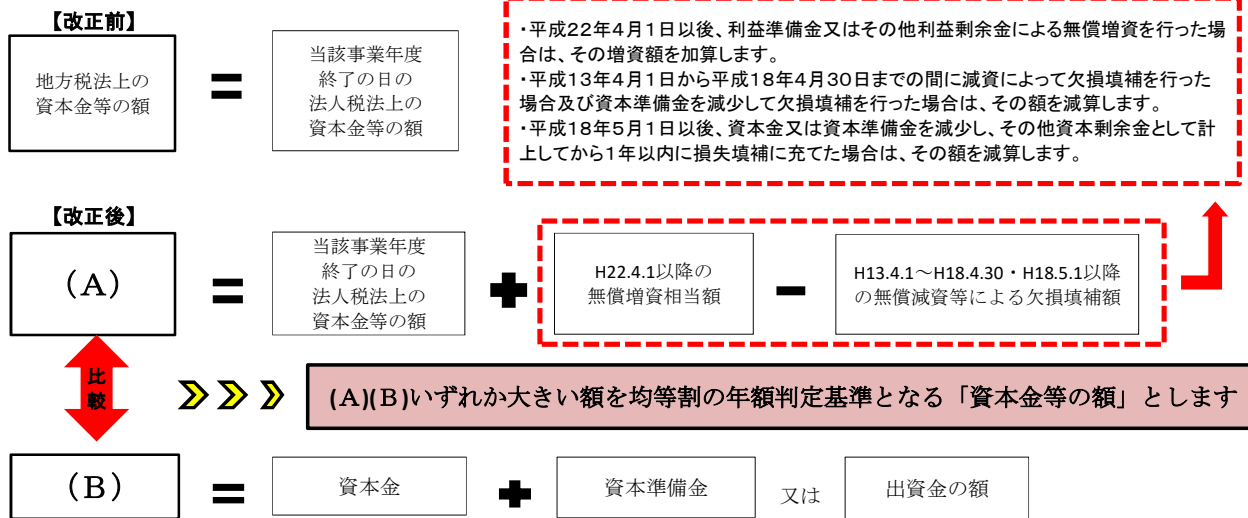 【改正前】
地方税法上の
資本金等の額
=
当該事業年度
終了の日の
法人税法上の
資本金等の額
・平成22年4月1日以後、利益準備金又はその他利益剰余金による無償増資を行った場
合は、その増資額を加算します。
・平成13年4月1日から平成18年4月30日までの間に減資によって欠損填補を行った
場合及び資本準備金を減少して欠損填補を行った場合は、その額を減算します。
・平成18年5月1日以後、資本金又は資本準備金を減少し、その他資本剰余金として計
上してから1年以内に損失填補に充てた場合は、その額を減算します。
【改正後】
(A)
=
当該事業年度
終了の日の
法人税法上の
資本金等の額
+
H22.4.1以降の
無償増資相当額
−
H13.4.1～H18.4.30・H18.5.1以降
の無償減資等による欠損填補額
比
較
(A)(B)いずれか大きい額を均等割の年額判定基準となる「資本金等の額」とします
(B)
=
資本金
+
資本準備金
又は
出資金の額